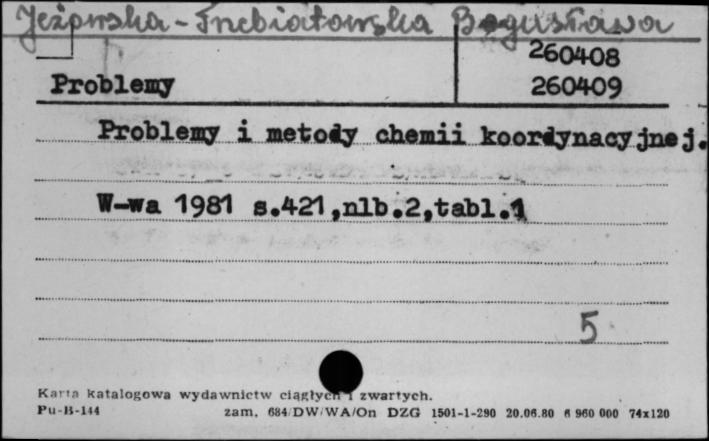 Jeżowska-Trzebiatowska Bogusława
260408
Problemy 260409
Problemy i metody chemii koordynacyjnej.
W-wa 1981 s.421,nlb.2,tabl.1
5
Karta katalogowa wydawnictw ciągłych i zwartych.
Pu-B-144 zam. 684/DW/WA/On DZG 1501-1-290 20.06.80 6 960 000 74x120